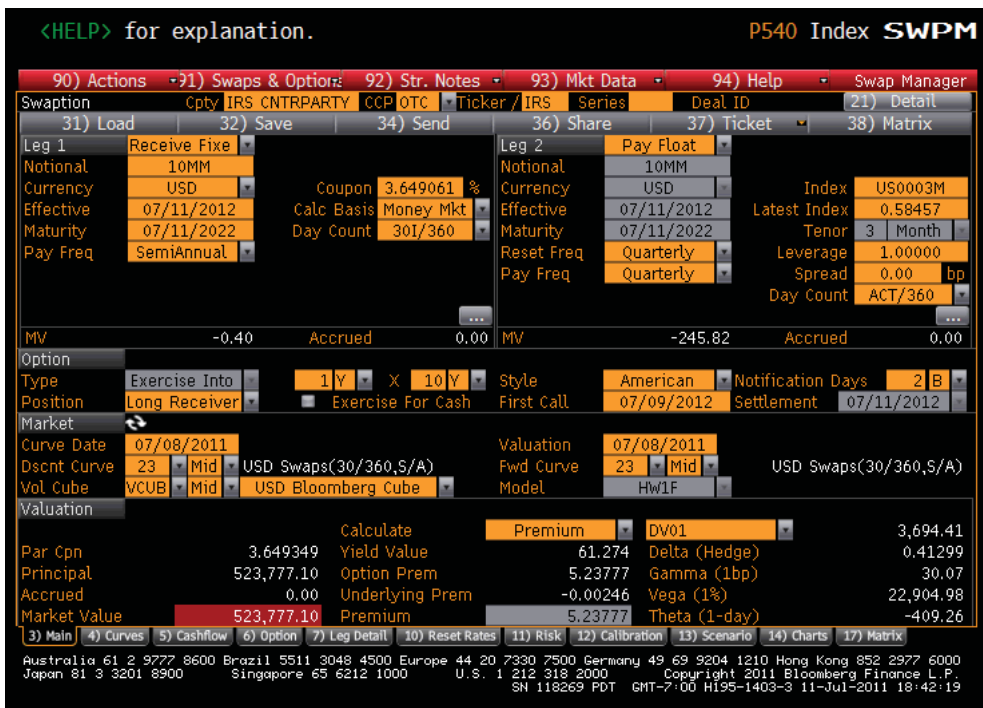 <HELP> for explanation. P540 Index SWPM
90) Actions 91) Swaps & Options 92) Str. Notes 93) Mkt Data 94) Help Swap Manager
Swaption Cpty IRS CNTRPARTY CCP OTC Ticker / IRS Series Deal ID 21) Detail
31) Load 32) Save 34) Send 36) Share 37) Ticket 38) Matrix
Leg 1 Receive Fixe Leg 2 Pay Float
Notional 10MM Notional 10MM
Currency USD Coupon 3.649061 % Currency USD Index US0003M
Effective 07/11/2012 Calc Basis Money Mkt Effective 07/11/2012 Latest Index 0.58457
Maturity 07/11/2022 Day Count 30I/360 Maturity 07/11/2022 Tenor 3 Month
Pay Freq SemiAnnual Reset Freq Quarterly Leverage 1.00000
Pay Freq Quarterly Spread 0.00 bp
Day Count ACT/360
...
...
MV -0.40 Accrued 0.00 MV -245.82 Accrued 0.00
Option
Type Exercise Into 1 Y X 10 Y Style American Notification Days 2 B
Position Long Receiver Exercise For Cash First Call 07/09/2012 Settlement 07/11/2012
Market
Curve Date 07/08/2011 Valuation 07/08/2011
Dscnt Curve 23 Mid USD Swaps(30/360,S/A) Fwd Curve 23 Mid USD Swaps(30/360,S/A)
Vol Cube VCUB Mid USD Bloomberg Cube Model HW1F
Valuation
Calculate Premium DV01 3,694.41
Par Cpn 3.649349 Yield Value 61.274 Delta (Hedge) 0.41299
Principal 523,777.10 Option Prem 5.23777 Gamma (1bp) 30.07
Accrued 0.00 Underlying Prem -0.00246 Vega (1%) 22,904.98
Market Value 523,777.10 Premium 5.23777 Theta (1-day) -409.26
3) Main 4) Curves 5) Cashflow 6) Option 7) Leg Detail 10) Reset Rates 11) Risk 12) Calibration 13) Scenario 14) Charts 17) Matrix
Australia 61 2 9777 8600 Brazil 5511 3048 4500 Europe 44 20 7330 7500 Germany 49 69 9204 1210 Hong Kong 852 2977 6000
Japan 81 3 3201 8900 Singapore 65 6212 1000 U.S. 1 212 318 2000 Copyright 2011 Bloomberg Finance L.P.
SN 118269 PDT GMT-7:00 H195-1403-3 11-Jul-2011 18:42:19